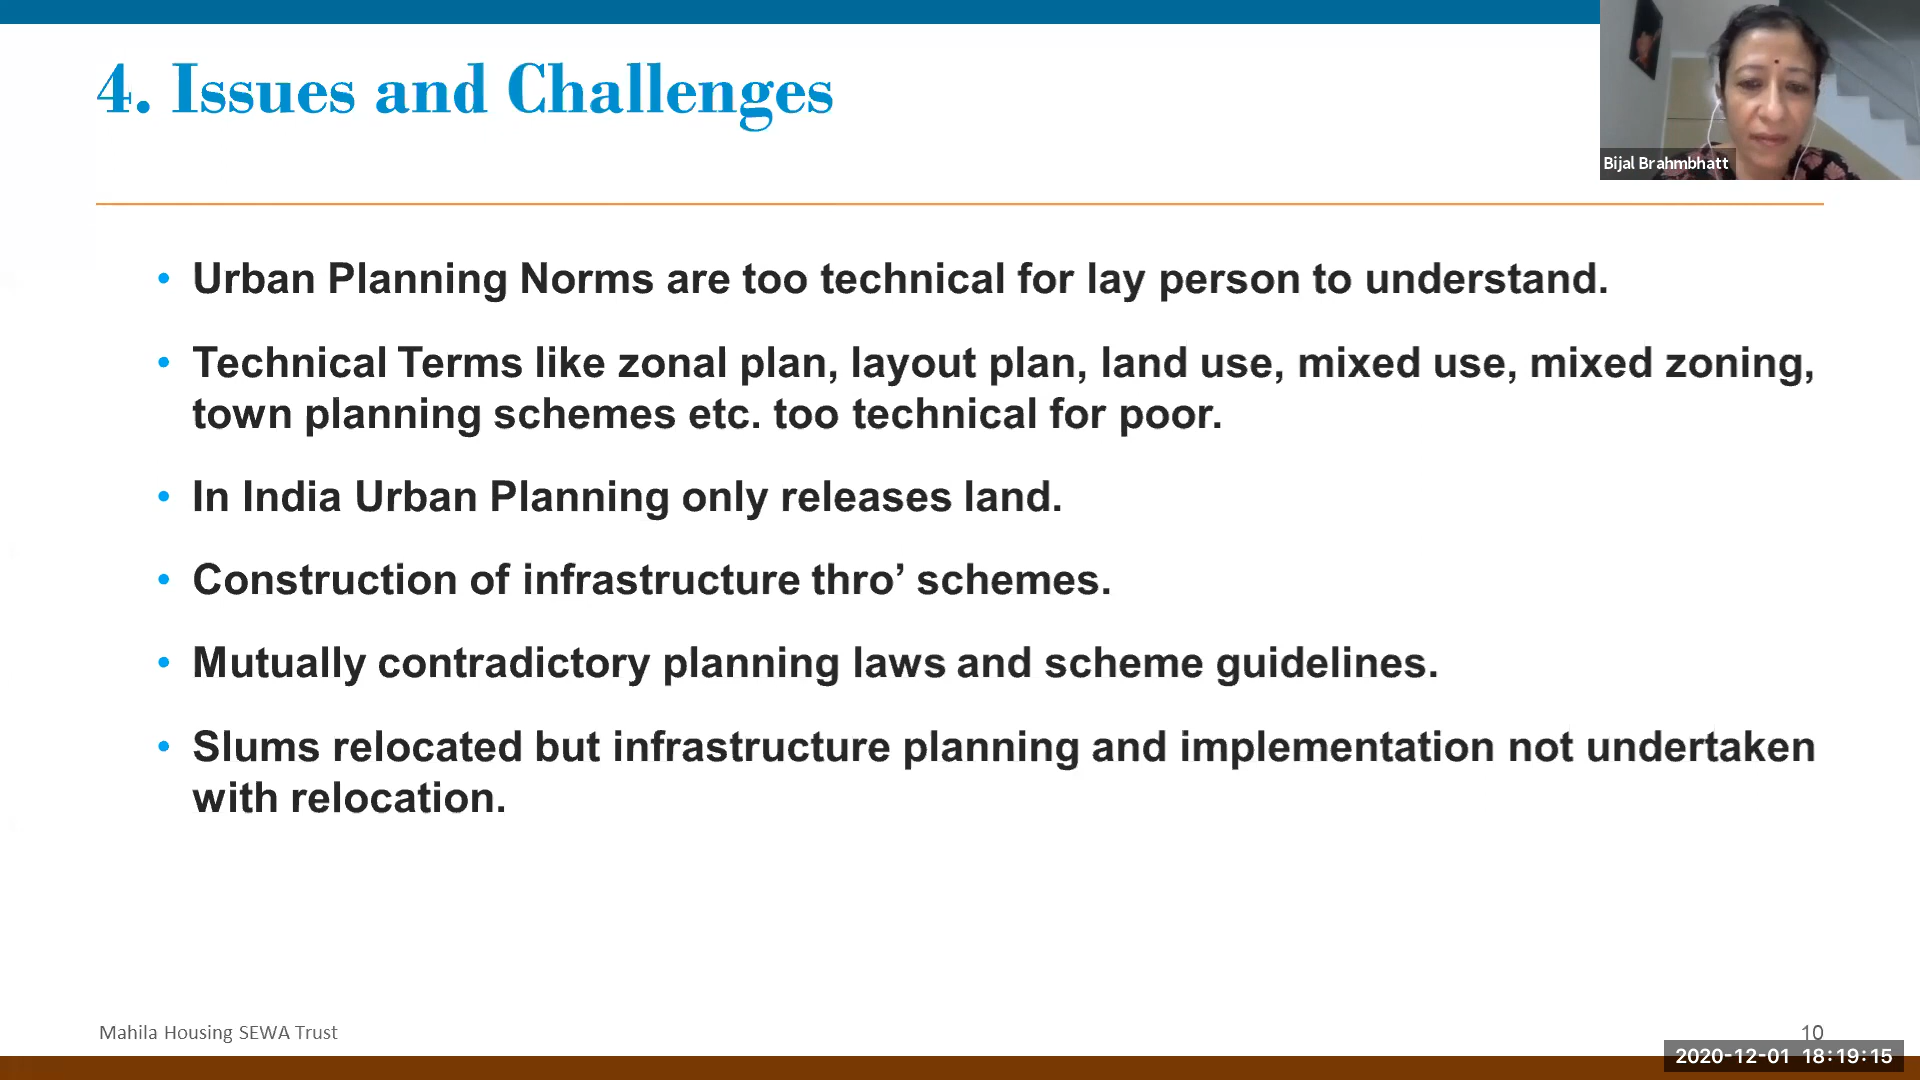 4. Issues and Challenges
Bijal Brahmbhatt
• Urban Planning Norms are too technical for lay person to understand.
• Technical Terms like zonal plan, layout plan, land use, mixed use, mixed zoning,
town planning schemes etc. too technical for poor.
• In India Urban Planning only releases land.
• Construction of infrastructure thro’ schemes.
• Mutually contradictory planning laws and scheme guidelines.
• Slums relocated but infrastructure planning and implementation not undertaken
with relocation.
Mahila Housing SEWA Trust
10
2020-12-01 18:19:15